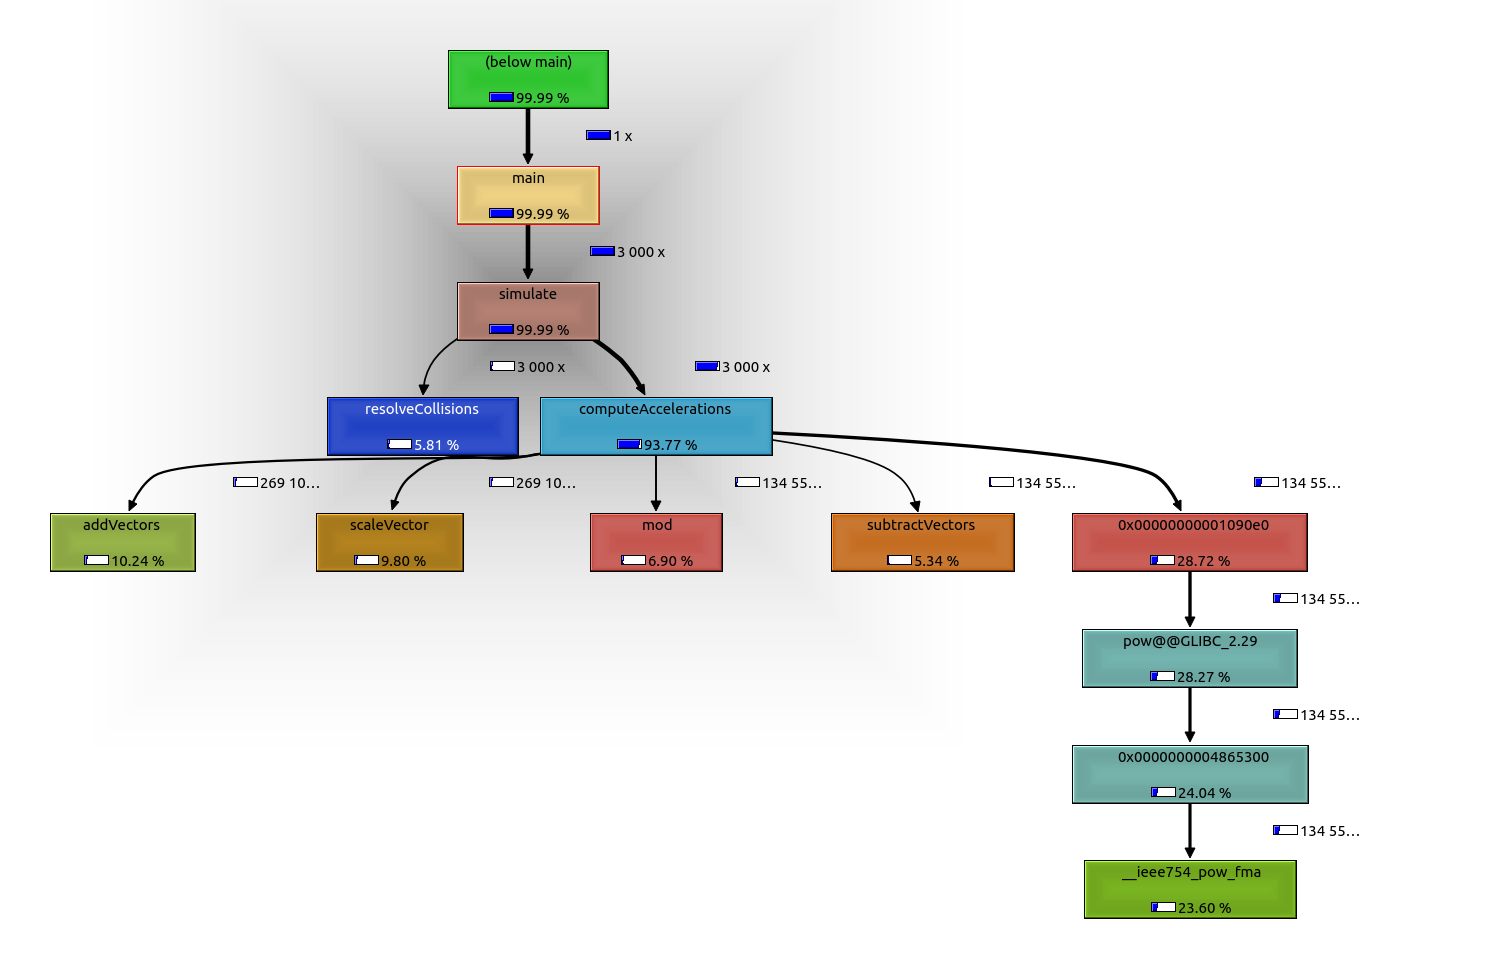 (below main)
99.99 %
1 x
main
99.99 %
3 000 x
simulate
99.99 %
3 000 x
3 000 x
resolveCollisions
5.81 %
computeAccelerations
93.77 %
269 10…
269 10…
134 55…
134 55…
134 55…
addVectors
10.24 %
scaleVector
9.80 %
mod
6.90 %
subtractVectors
5.34 %
0x00000000001090e0
28.72 %
134 55…
pow@@GLIBC_2.29
28.27 %
134 55…
0x0000000004865300
24.04 %
134 55…
__ieee754_pow_fma
23.60 %